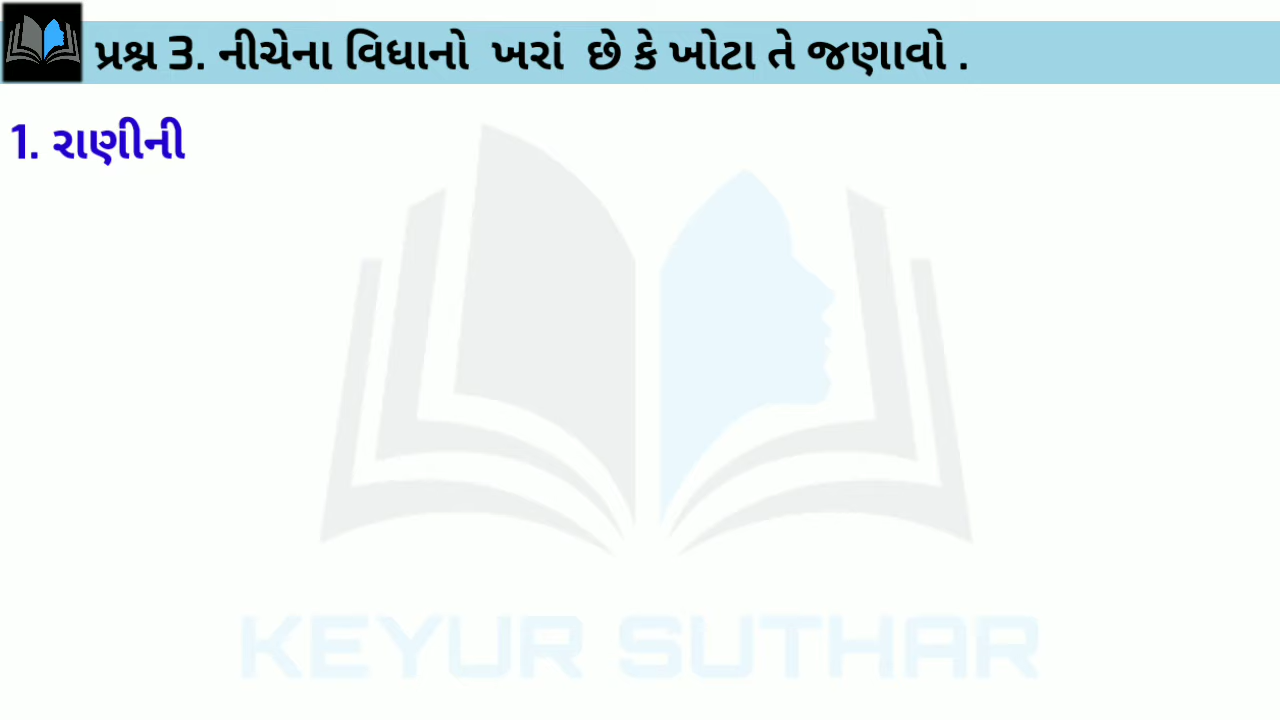 પ્રશ્ન 3. નીચેના વિધાનો ખરાં છે કે ખોટા તે જણાવો .
1. રાણીની
KEYUR SUTHAR